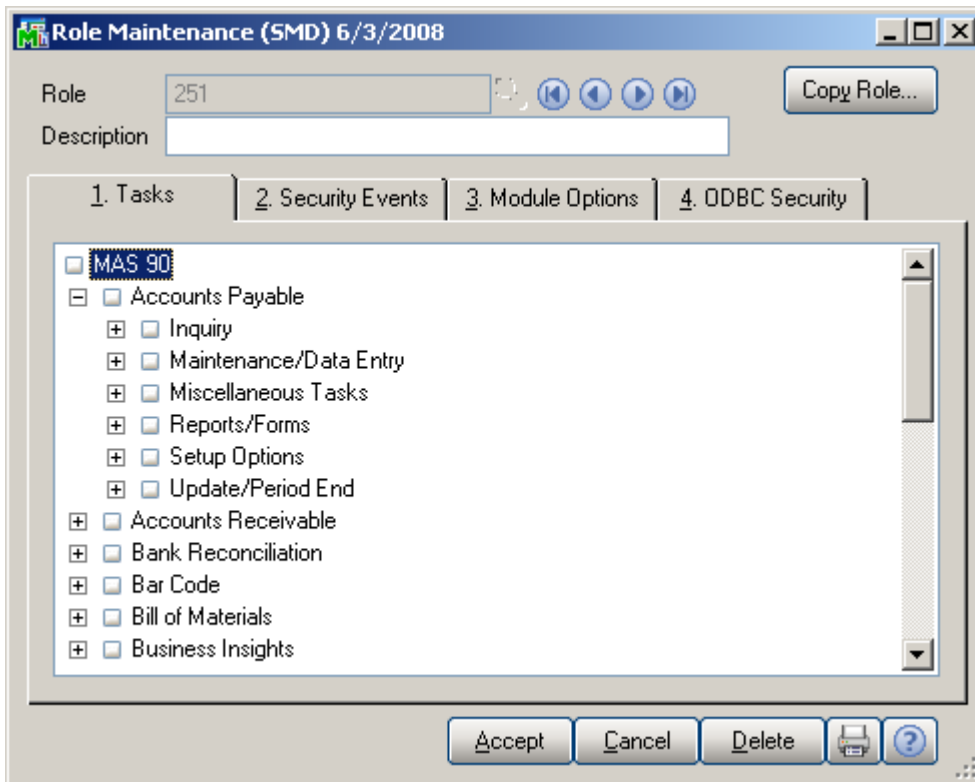 Role Maintenance (SMD) 6/3/2008
Role 251 Copy Role...
Description
1. Tasks 2. Security Events 3. Module Options 4. ODBC Security
MAS 90
Accounts Payable
Inquiry
Maintenance/Data Entry
Miscellaneous Tasks
Reports/Forms
Setup Options
Update/Period End
Accounts Receivable
Bank Reconciliation
Bar Code
Bill of Materials
Business Insights
Accept Cancel Delete ?